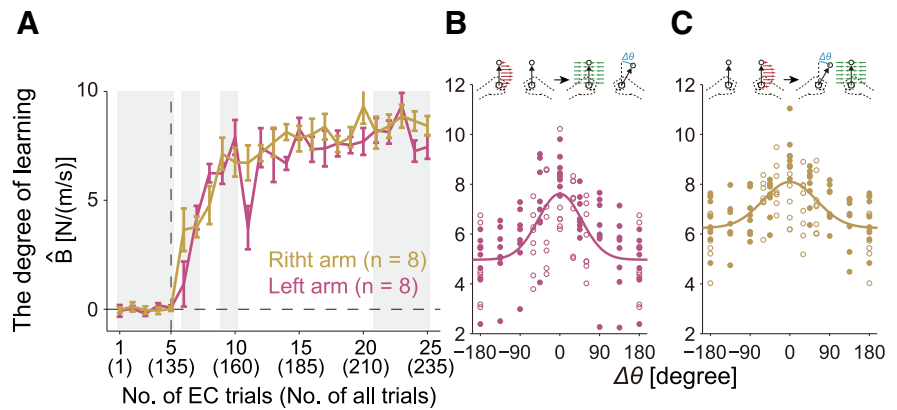 A
B
C
Δθ
Δθ
The degree of learning
B̂ [N/(m/s)]
10
5
0
Ritht arm (n = 8)
Left arm (n = 8)
1 5 10 15 20 25
(1) (135) (160) (185) (210) (235)
No. of EC trials (No. of all trials)
12
10
8
6
4
2
−180 −90 0 90 180
12
10
8
6
4
2
−180 −90 0 90 180
Δθ [degree]